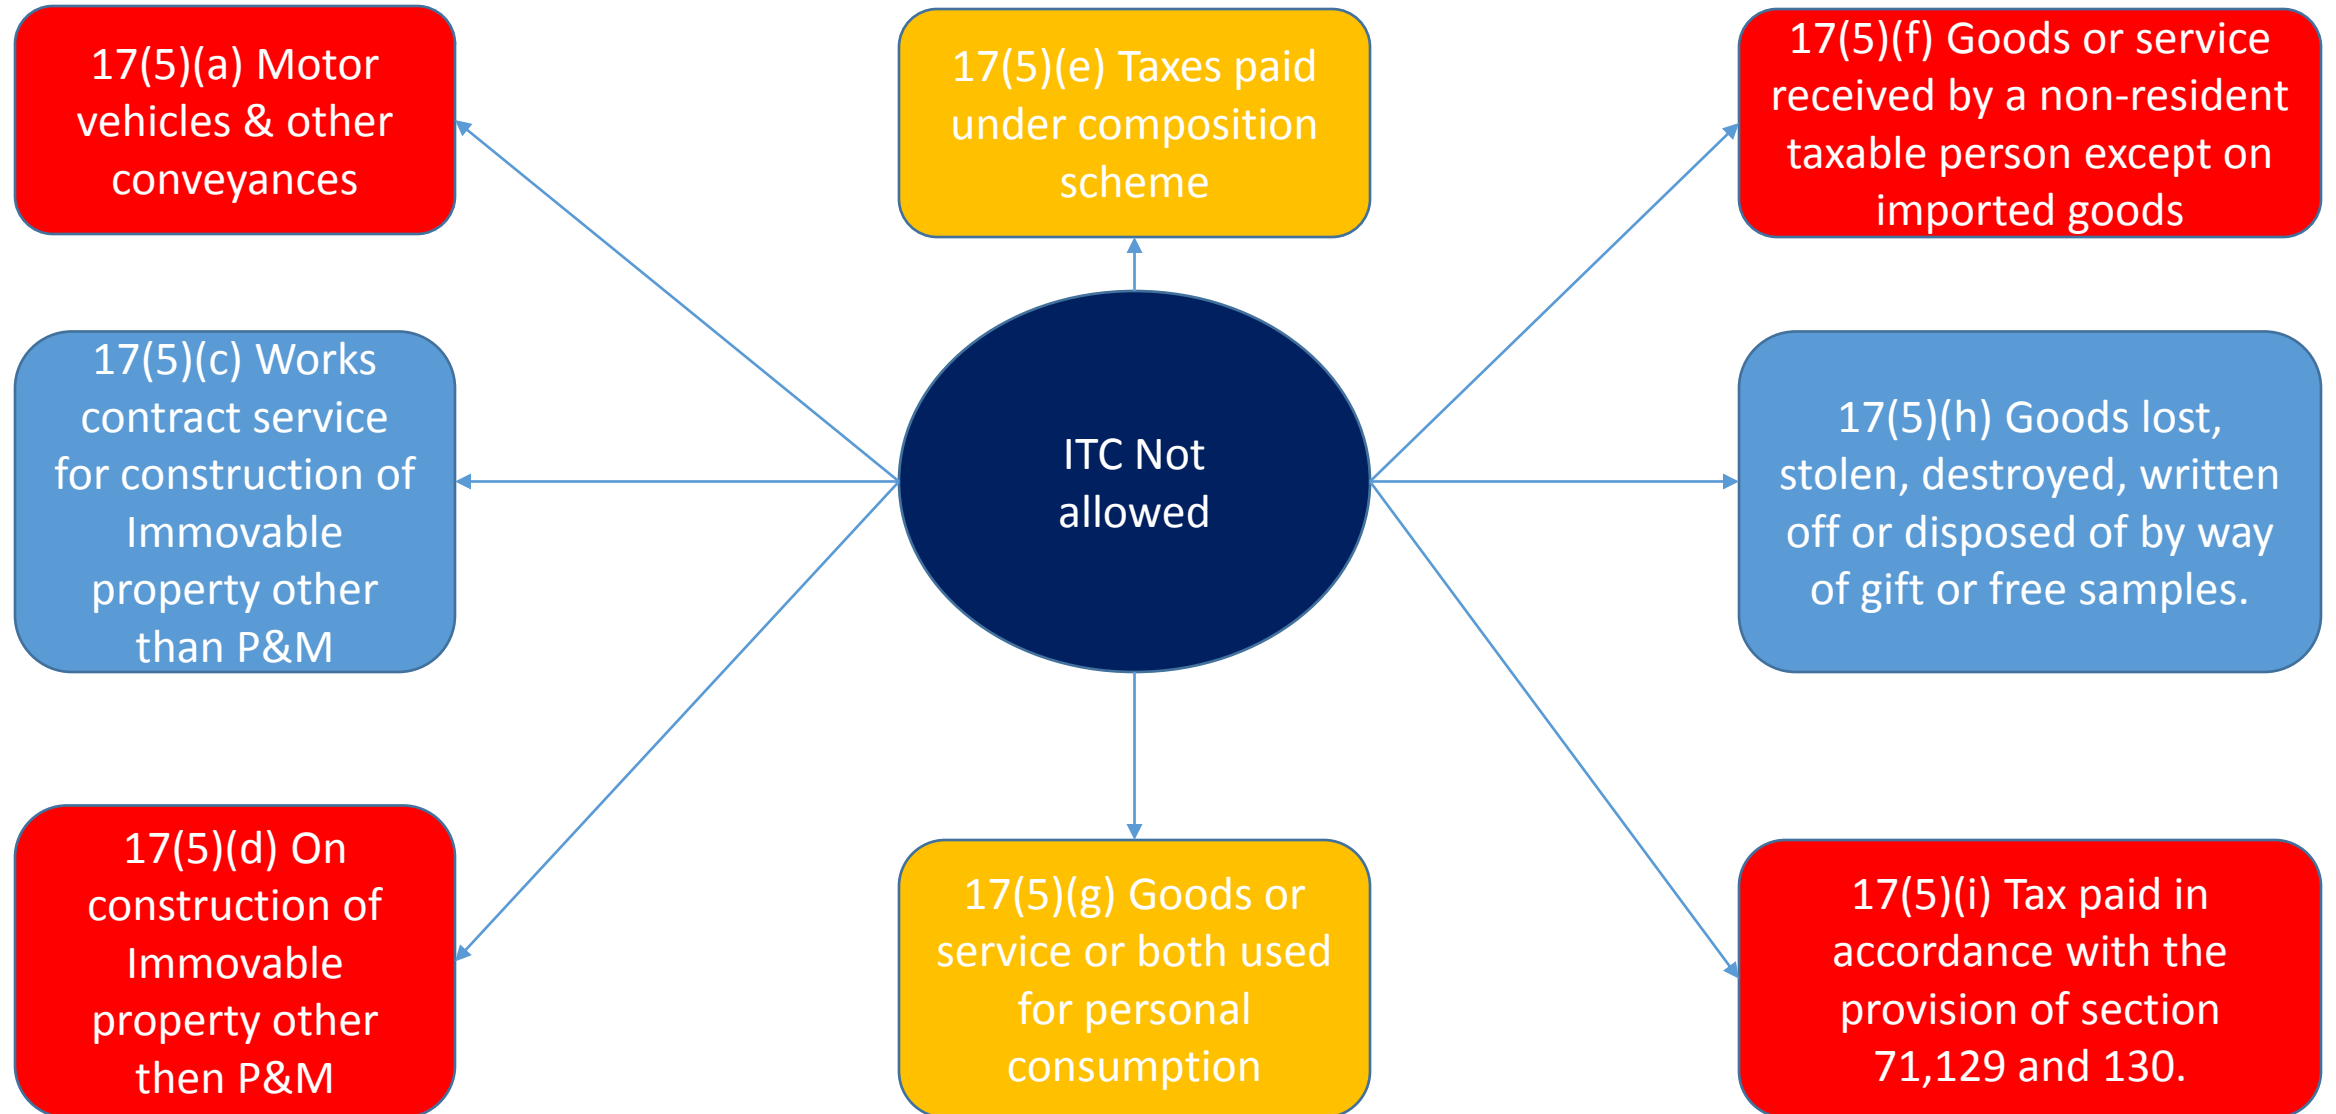 17(5)(a) Motor
vehicles & other
conveyances
17(5)(e) Taxes paid
under composition
scheme
17(5)(f) Goods or service
received by a non-resident
taxable person except on
imported goods
17(5)(c) Works
contract service
for construction of
Immovable
property other
than P&M
ITC Not
allowed
17(5)(h) Goods lost,
stolen, destroyed, written
off or disposed of by way
of gift or free samples.
17(5)(d) On
construction of
Immovable
property other
then P&M
17(5)(g) Goods or
service or both used
for personal
consumption
17(5)(i) Tax paid in
accordance with the
provision of section
71,129 and 130.